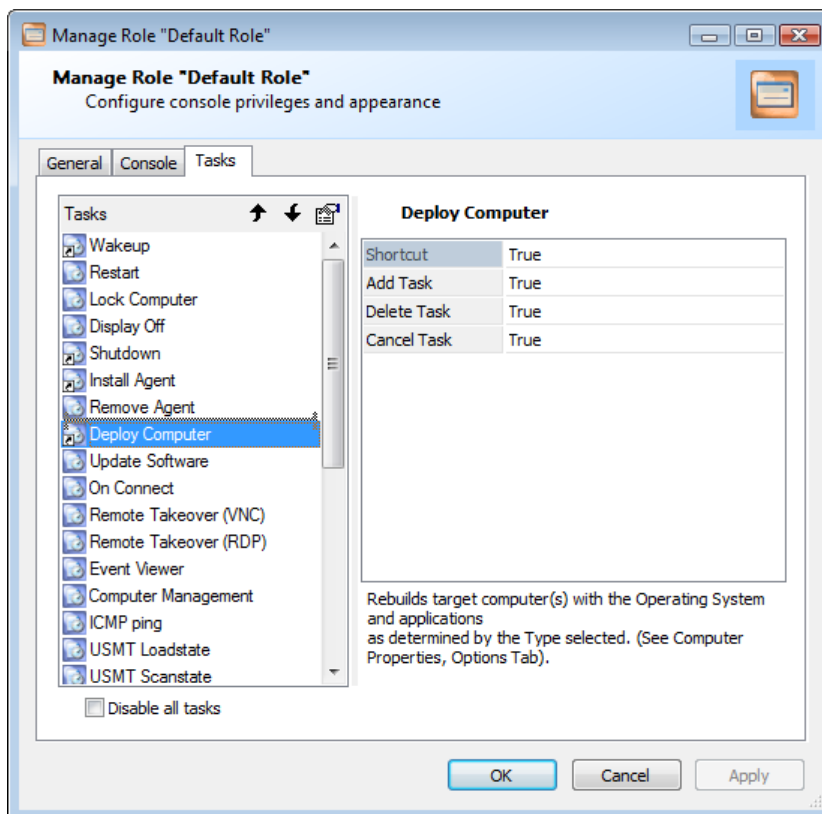 Manage Role "Default Role"
Manage Role "Default Role"
Configure console privileges and appearance
General Console Tasks
Tasks
Wakeup
Restart
Lock Computer
Display Off
Shutdown
Install Agent
Remove Agent
Deploy Computer
Update Software
On Connect
Remote Takeover (VNC)
Remote Takeover (RDP)
Event Viewer
Computer Management
ICMP ping
USMT Loadstate
USMT Scanstate
Disable all tasks
Deploy Computer
Shortcut True
Add Task True
Delete Task True
Cancel Task True
Rebuilds target computer(s) with the Operating System
and applications
as determined by the Type selected. (See Computer
Properties, Options Tab).
OK Cancel Apply